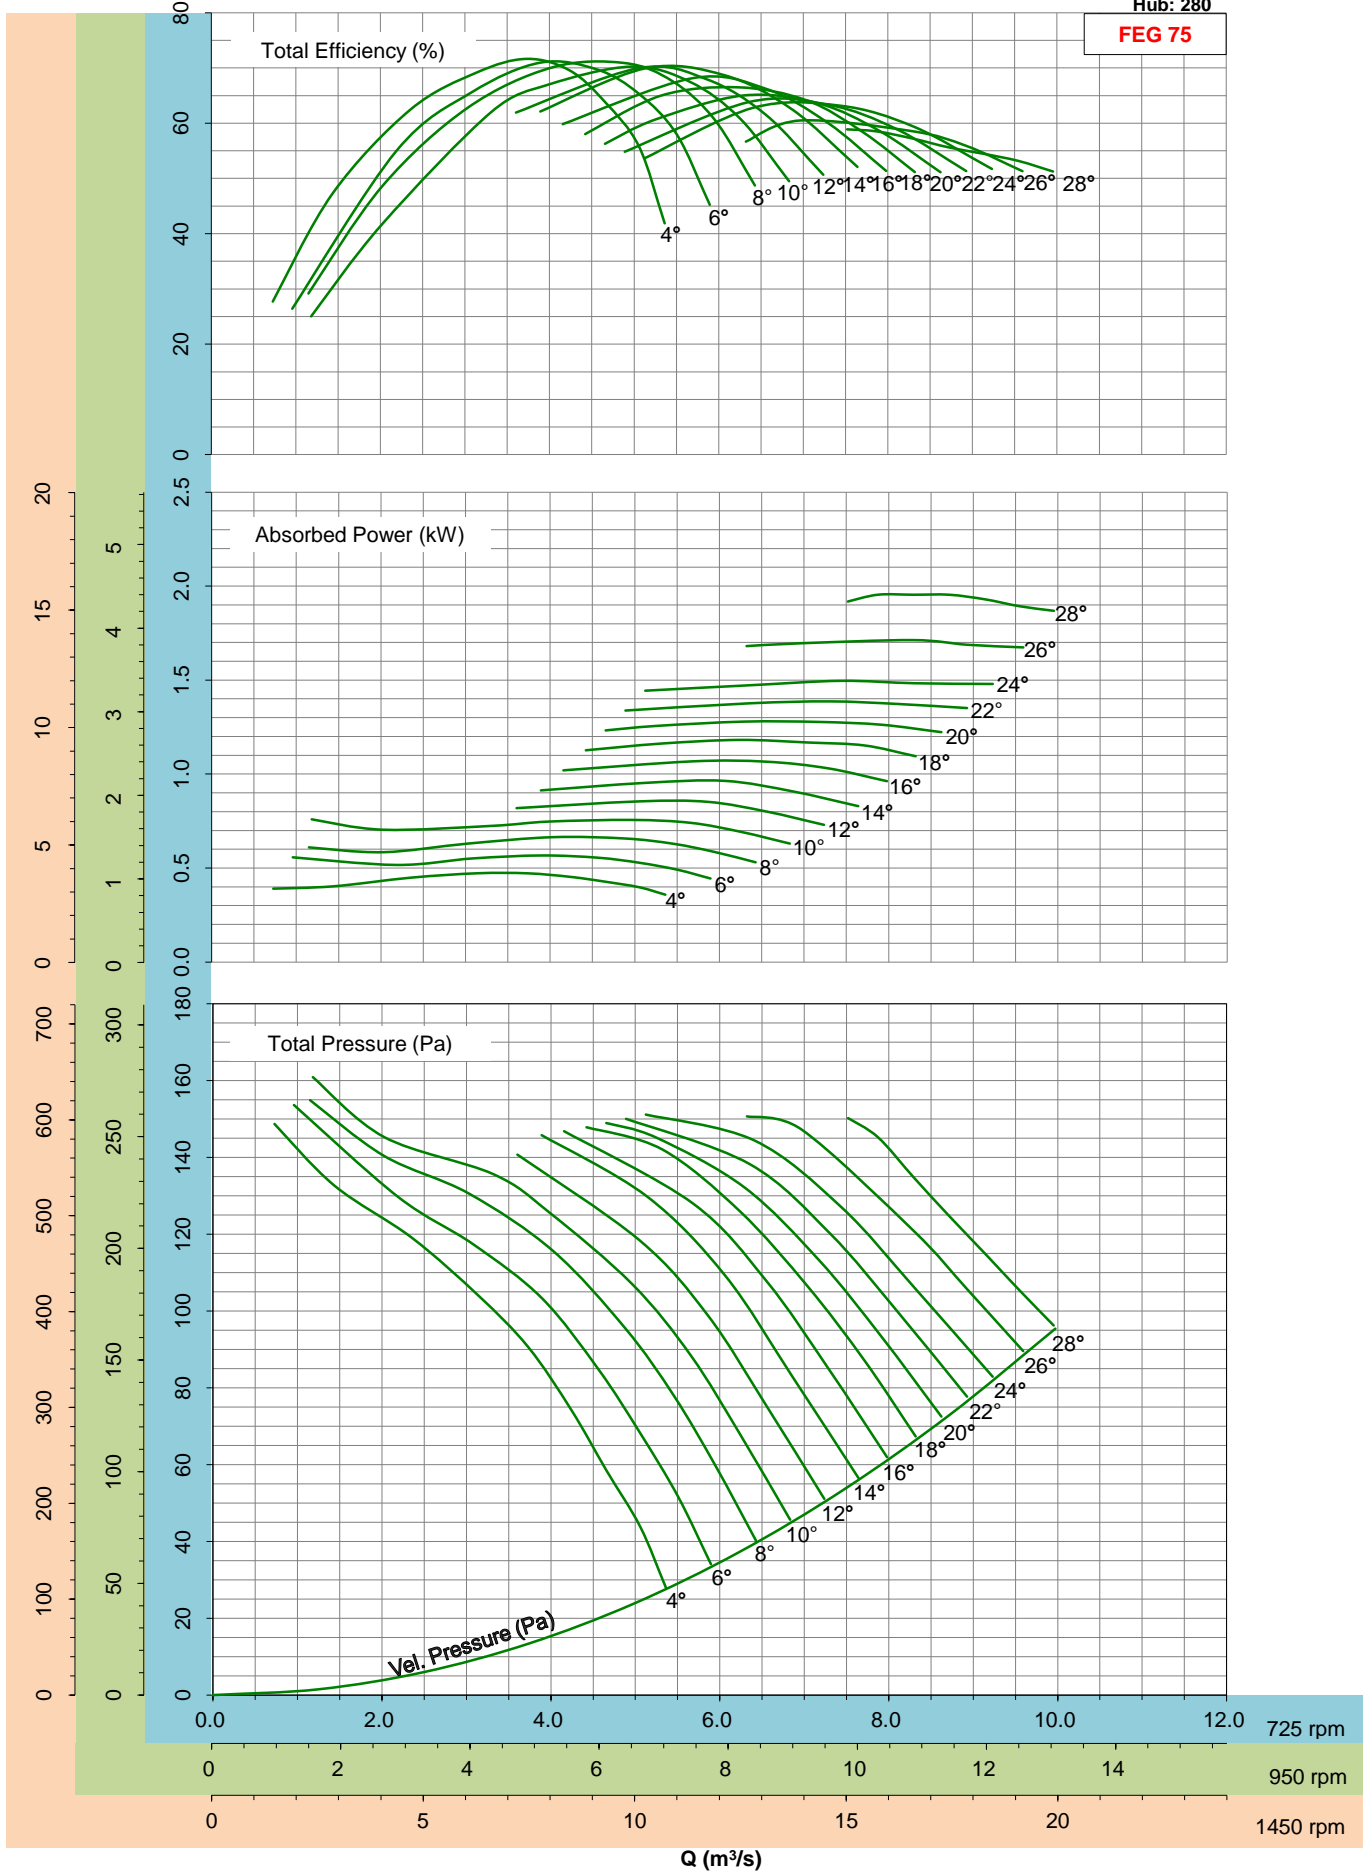 Hub: 280
FEG 75
Total Efficiency (%)
80
60
40
20
0
4° 6° 8° 10° 12° 14° 16° 18° 20° 22° 24° 26° 28°
Absorbed Power (kW)
20 15 10 5 0
5 4 3 2 1 0
2.5 2.0 1.5 1.0 0.5 0.0
28°
26°
24°
22°
20°
18°
16°
14°
12°
10°
8°
6°
4°
Total Pressure (Pa)
700 600 500 400 300 200 100 0
300 250 200 150 100 50 0
180 160 140 120 100 80 60 40 20 0
28°
26°
24°
22°
20°
18°
16°
14°
12°
10°
8°
6°
4°
Vel. Pressure (Pa)
0.0 2.0 4.0 6.0 8.0 10.0 12.0 725 rpm
0 2 4 6 8 10 12 14 950 rpm
0 5 10 15 20 1450 rpm
Q (m³/s)